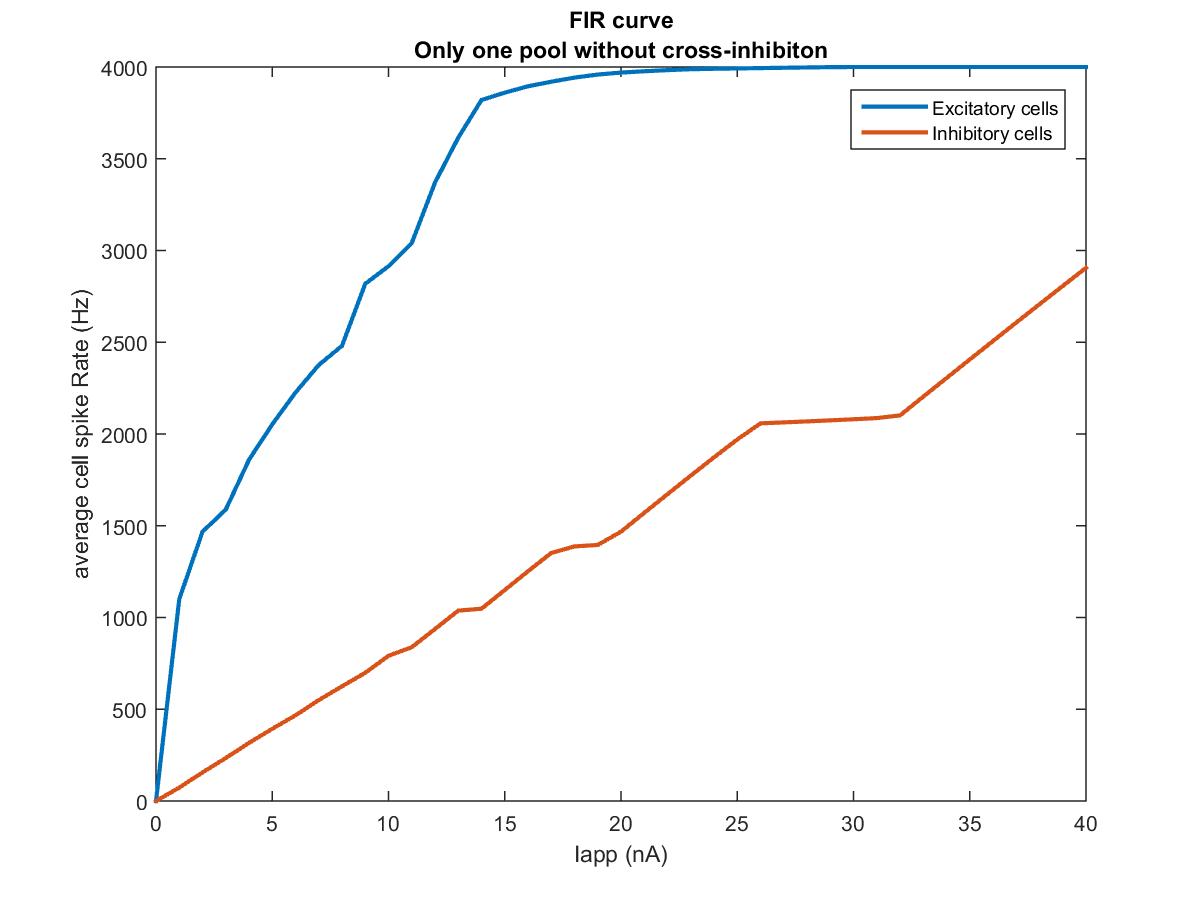 FIR curve
Only one pool without cross-inhibiton
4000
3500
3000
2500
2000
1500
1000
500
0
average cell spike Rate (Hz)
Excitatory cells
Inhibitory cells
0 5 10 15 20 25 30 35 40
Iapp (nA)